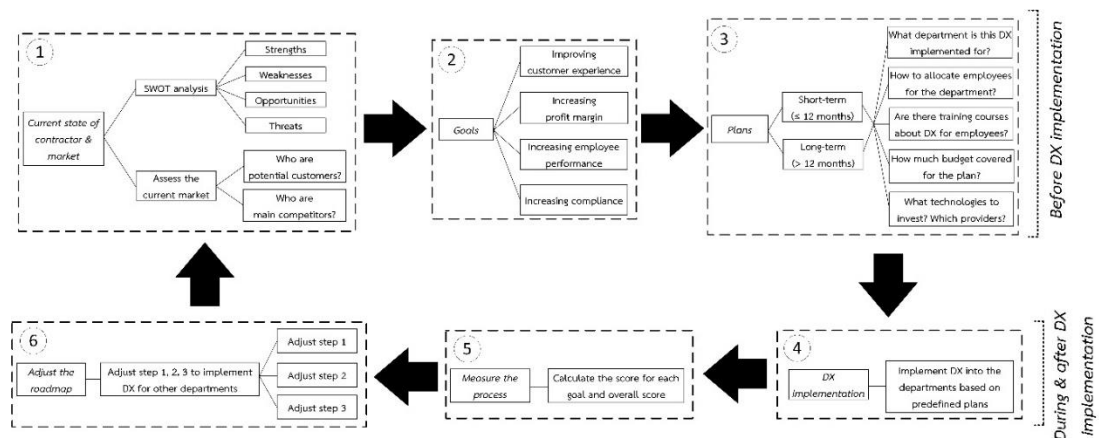 1
Current state of
contractor &
market
SWOT analysis
Strengths
Weaknesses
Opportunities
Threats
Assess the
current market
Who are
potential customers?
Who are
main competitors?
2
Goals
Improving
customer experience
Increasing
profit margin
Increasing employee
performance
Increasing compliance
3
Plans
Short-term
(≤ 12 months)
Long-term
(> 12 months)
What department is this DX
implemented for?
How to allocate employees
for the department?
Are there training courses
about DX for employees?
How much budget covered
for the plan?
What technologies to
invest? Which providers?
Before DX implementation
4
DX
implementation
Implement DX into the
departments based on
predefined plans
During & after DX
implementation
5
Measure the
process
Calculate the score for each
goal and overall score
6
Adjust the
roadmap
Adjust step 1, 2, 3 to implement
DX for other departments
Adjust step 1
Adjust step 2
Adjust step 3